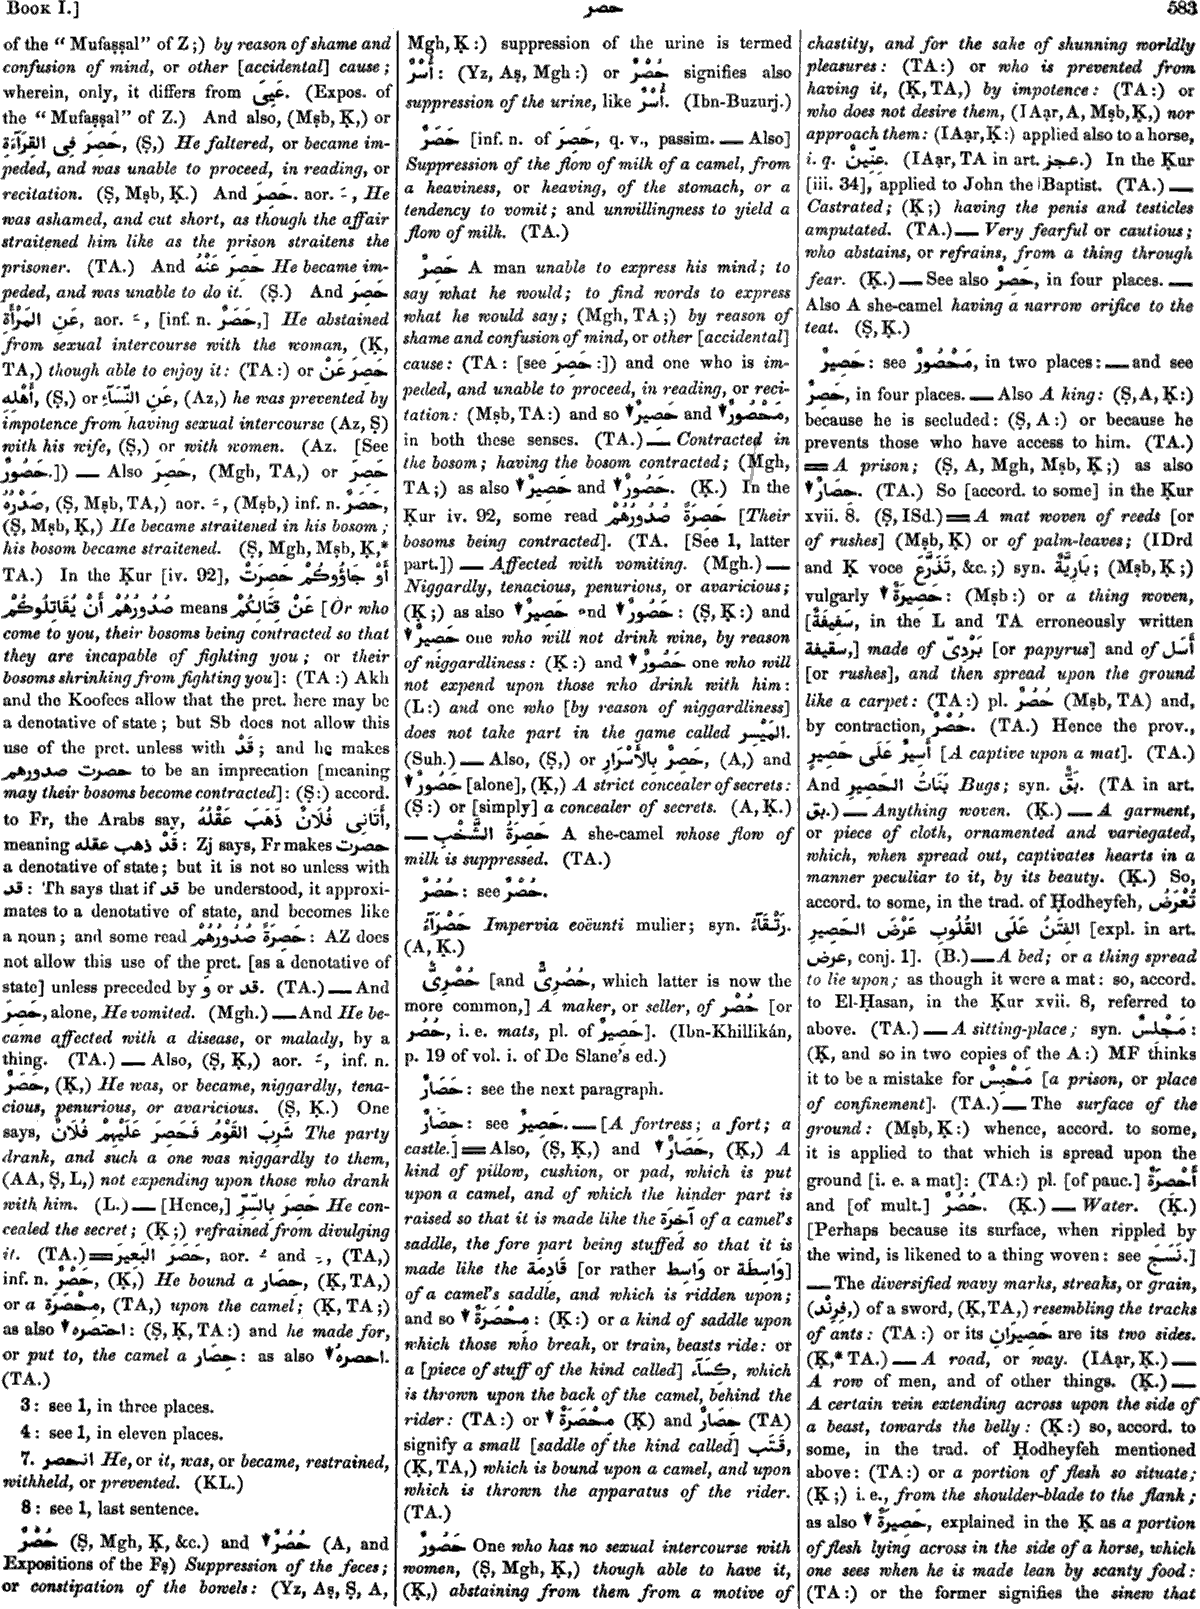 BOOK I.] حصر 583
of the “ Mufaṣṣal” of Z;) by reason of shame and
confusion of mind, or other [accidental] cause;
wherein, only, it differs from عَيِىَ. (Expos. of
the “ Mufaṣṣal” of Z.) And also, (Mṣb, Ḳ,) or
حَصِرَ فِى القِرَآءَةِ, (Ṣ,) He faltered, or became im-
peded, and was unable to proceed, in reading, or
recitation. (Ṣ, Mṣb, Ḳ.) And حَصِرَ, aor. ـَ, He
was ashamed, and cut short, as though the affair
straitened him like as the prison straitens the
prisoner. (TA.) And حَصِرَ عَنْهُ He became im-
peded, and was unable to do it. (Ṣ.) And حَصِرَ
عَنِ المَرْأَةِ, aor. ـَ, [inf. n. حَصَرٌ,] He abstained
from sexual intercourse with the woman, (Ḳ,
TA,) though able to enjoy it: (TA:) or حَصِرَ عَنْ
أَهْلِهِ, (Ṣ,) or عَنِ النِّسَآءِ, (Az,) he was prevented by
impotence from having sexual intercourse (Az, Ṣ)
with his wife, (Ṣ,) or with women. (Az. [See
حَصُورٌ.]) — Also حَصِرَ, (Mgh, TA,) or حَصِرَ
صَدْرُهُ, (Ṣ, Mṣb, TA,) aor. ـَ, (Mṣb,) inf. n. حَصَرٌ,
(Ṣ, Mṣb, Ḳ,) He became straitened in his bosom;
his bosom became straitened. (Ṣ, Mgh, Mṣb, Ḳ,*
TA.) In the Ḳur [iv. 92], أَوْ جَاؤُوكُمْ حَصِرَتْ
صُدُورُهُمْ أَنْ يُقَاتِلُوكُمْ means عَنْ قِتَالِكُمْ [Or who
come to you, their bosoms being contracted so that
they are incapable of fighting you; or their
bosoms shrinking from fighting you]: (TA:) Akh
and the Koofees allow that the pret. here may be
a denotative of state; but Sb does not allow this
use of the pret. unless with قَدْ; and he makes
حصرت صدورهم to be an imprecation [meaning
may their bosoms become contracted]: (Ṣ:) accord.
to Fr, the Arabs say, أَتَانِى فُلَانٌ ذَهَبَ عَقْلُهُ,
meaning قَدْ ذهب عقله: Zj says, Fr makes حصرت
a denotative of state; but it is not so unless with
قد: Th says that if قد be understood, it approxi-
mates to a denotative of state, and becomes like
a noun; and some read حَصِرَةً صُدُورُهُمْ: AZ does
not allow this use of the pret. [as a denotative of
state] unless preceded by وَ or قد. (TA.) — And
حَصِرَ, alone, He vomited. (Mgh.) — And He be-
came affected with a disease, or malady, by a
thing. (TA.) — Also, (Ṣ, Ḳ,) aor. ـَ, inf. n.
حَصَرٌ, (Ḳ,) He was, or became, niggardly, tena-
cious, penurious, or avaricious. (Ṣ, Ḳ.) One
says, شَرِبَ القَوْمُ فَحَصِرَ عَلَيْهِمْ فُلَانٌ The party
drank, and such a one was niggardly to them,
(AA, Ṣ, L,) not expending upon those who drank
with him. (L.) — [Hence,] حَصِرَ بِالسِّرِّ He con-
cealed the secret; (Ḳ;) refrained from divulging
it. (TA.) = حَصَرَ البَعِيرَ, aor. ـُ and ـِ, (TA,)
inf. n. حَصْرٌ, (Ḳ,) He bound a حِصَار, (Ḳ, TA,)
or a مِحْصَرَة, (TA,) upon the camel; (Ḳ, TA;)
as also ▼ احتصرهُ: (Ṣ, Ḳ, TA:) and he made for,
or put to, the camel a حِصَار: as also ▼ احصرهُ.
(TA.)
3: see 1, in three places.
4: see 1, in eleven places.
7. انحصر He, or it, was, or became, restrained,
withheld, or prevented. (KL.)
8: see 1, last sentence.
حُصْرٌ (Ṣ, Mgh, Ḳ, &c.) and ▼ حُصُرٌ (A, and
Expositions of the Fṣ) Suppression of the feces;
or constipation of the bowels: (Yz, Aṣ, Ṣ, A,
Mgh, Ḳ:) suppression of the urine is termed
أُسْرٌ: (Yz, Aṣ, Mgh:) or حُصْرٌ signifies also
suppression of the urine, like أُسْرٌ. (Ibn-Buzurj.)
حَصَرٌ [inf. n. of حَصِرَ, q. v., passim. — Also]
Suppression of the flow of milk of a camel, from
a heaviness, or heaving, of the stomach, or a
tendency to vomit; and unwillingness to yield a
flow of milk. (TA.)
حَصِرٌ A man unable to express his mind; to
say what he would; to find words to express
what he would say; (Mgh, TA;) by reason of
shame and confusion of mind, or other [accidental]
cause: (TA: [see حَصِرَ:]) and one who is im-
peded, and unable to proceed, in reading, or reci-
tation: (Mṣb, TA:) and so ▼ حَصِيرٌ and ▼ مَحْصُورٌ,
in both these senses. (TA.) — Contracted in
the bosom; having the bosom contracted; (Mgh,
TA;) as also ▼ حَصِيرٌ and ▼ حَصُورٌ. (Ḳ.) In the
Ḳur iv. 92, some read حَصِرَةً صُدُورُهُمْ [Their
bosoms being contracted]. (TA. [See 1, latter
part.]) — Affected with vomiting. (Mgh.) —
Niggardly, tenacious, penurious, or avaricious;
(Ḳ;) as also ▼ حَصِيرٌ and ▼ حَصُورٌ: (Ṣ, Ḳ:) and
▼ حَصِيرٌ one who will not drink wine, by reason
of niggardliness: (Ḳ:) and ▼ حَصُورٌ one who will
not expend upon those who drink with him:
(L:) and one who [by reason of niggardliness]
does not take part in the game called المَيْسِر.
(Suh.) — Also, (Ṣ,) or حَصِرٌ بِالأَسْرَارِ, (A,) and
▼ حَصُورٌ [alone], (Ḳ,) A strict concealer of secrets:
(Ṣ:) or [simply] a concealer of secrets. (A, Ḳ.)
— حَصِرَةُ الشَّخْبِ A she-camel whose flow of
milk is suppressed. (TA.)
حُصُرٌ: see حُصْرٌ.
حَصْرَآءُ Impervia coëunti mulier; syn. رَتْقَآءُ.
(A, Ḳ.)
حُصْرِىٌّ [and حُصُرِىٌّ, which latter is now the
more common,] A maker, or seller, of حُصْر [or
حُصُر, i. e. mats, pl. of حَصِيرٌ]. (Ibn-Khillikán,
p. 19 of vol. i. of De Slane’s ed.)
حَصَارٌ: see the next paragraph.
حِصَارٌ: see حَصِيرٌ. — [A fortress; a fort; a
castle.] = Also, (Ṣ, Ḳ,) and ▼ حَصَارٌ, (Ḳ,) A
kind of pillow, cushion, or pad, which is put
upon a camel, and of which the hinder part is
raised so that it is made like the آخِرَة of a camel’s
saddle, the fore part being stuffed so that it is
made like the قَادِمَة [or rather وَاسِط or وَاسِطَة]
of a camel’s saddle, and which is ridden upon;
and so ▼ مِحْصَرَةٌ: (Ḳ:) or a kind of saddle upon
which those who break, or train, beasts ride: or
a [piece of stuff of the kind called] كِسَآء, which
is thrown upon the back of the camel, behind the
rider: (TA:) or ▼ مِحْصَرَةٌ (Ḳ) and حِصَارٌ (TA)
signify a small [saddle of the kind called] قَتَب,
(Ḳ, TA,) which is bound upon a camel, and upon
which is thrown the apparatus of the rider.
(TA.)
حَصُورٌ One who has no sexual intercourse with
women, (Ṣ, Mgh, Ḳ,) though able to have it,
(Ḳ,) abstaining from them from a motive of
chastity, and for the sake of shunning worldly
pleasures: (TA:) or who is prevented from
having it, (Ḳ, TA,) by impotence: (TA:) or
who does not desire them, (IAạr, A, Mṣb, Ḳ,) nor
approach them: (IAạr, Ḳ:) applied also to a horse,
i. q. عِنِّينٌ. (IAạr, TA in art. عجز.) In the Ḳur
[iii. 34], applied to John the Baptist. (TA.) —
Castrated; (Ḳ;) having the penis and testicles
amputated. (TA.) — Very fearful or cautious;
who abstains, or refrains, from a thing through
fear. (Ḳ.) — See also حَصِرٌ, in four places. —
Also A she-camel having a narrow orifice to the
teat. (Ṣ, Ḳ.)
حَصِيرٌ: see مَحْصُورٌ, in two places: — and see
حَصِرٌ, in four places. — Also A king: (Ṣ, A, Ḳ:)
because he is secluded: (Ṣ, A:) or because he
prevents those who have access to him. (TA.)
= A prison; (Ṣ, A, Mgh, Mṣb, Ḳ;) as also
▼ حِصَارٌ. (TA.) So [accord. to some] in the Ḳur
xvii. 8. (Ṣ, ISd.) = A mat woven of reeds [or
of rushes] (Mṣb, Ḳ) or of palm-leaves; (IDrd
and Ḳ voce تَذَرَّعَ, &c.;) syn. بَارِيَّةٌ; (Mṣb, Ḳ;)
vulgarly ▼ حَصِيرَةٌ: (Mṣb:) or a thing woven,
[سَفِيفَةٌ, in the L and TA erroneously written
سقيفة,] made of بَرْدِىّ [or papyrus] and of أَسَل
[or rushes], and then spread upon the ground
like a carpet: (TA:) pl. حُصُرٌ (Mṣb, TA) and,
by contraction, حُصْرٌ. (TA.) Hence the prov.,
أَسِيرٌ عَلَى حَصِيرٍ [A captive upon a mat]. (TA.)
And بَنَاتُ الحَصِيرِ Bugs; syn. بَقٌّ. (TA in art.
بق.) — Anything woven. (Ḳ.) — A garment,
or piece of cloth, ornamented and variegated,
which, when spread out, captivates hearts in a
manner peculiar to it, by its beauty. (Ḳ.) So,
accord. to some, in the trad. of Ḥodheyfeh, تُعْرَضُ
الفِتَنُ عَلَى القُلُوبِ عَرْضَ الحَصِيرِ [expl. in art.
عرض, conj. 1]. (B.) — A bed; or a thing spread
to lie upon; as though it were a mat: so, accord.
to El-Ḥasan, in the Ḳur xvii. 8, referred to
above. (TA.) — A sitting-place; syn. مَجْلِسٌ:
(Ḳ, and so in two copies of the A:) MF thinks
it to be a mistake for مَحْبِسٌ [a prison, or place
of confinement]. (TA.) — The surface of the
ground: (Mṣb, Ḳ:) whence, accord. to some,
it is applied to that which is spread upon the
ground [i. e. a mat]: (TA:) pl. [of pauc.] أَحْصِرَةٌ
and [of mult.] حُصُرٌ. (Ḳ.) — Water. (Ḳ.)
[Perhaps because its surface, when rippled by
the wind, is likened to a thing woven: see نَسَجَ.]
— The diversified wavy marks, streaks, or grain,
(فِرِنْد,) of a sword, (Ḳ, TA,) resembling the tracks
of ants: (TA:) or its حَصِيرَانِ are its two sides.
(Ḳ,* TA.) — A road, or way. (IAạr, Ḳ.) —
A row of men, and of other things. (Ḳ.) —
A certain vein extending across upon the side of
a beast, towards the belly: (Ḳ:) so, accord. to
some, in the trad. of Ḥodheyfeh mentioned
above: (TA:) or a portion of flesh so situate;
(Ḳ;) i. e., from the shoulder-blade to the flank;
as also ▼ حَصِيرَةٌ, explained in the Ḳ as a portion
of flesh lying across in the side of a horse, which
one sees when he is made lean by scanty food:
(TA:) or the former signifies the sinew that